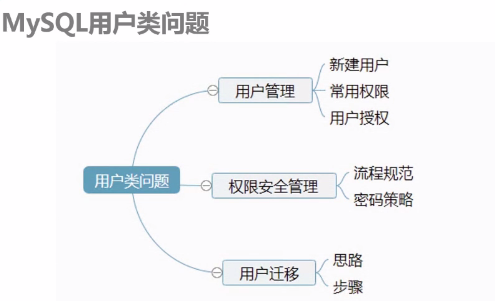 MySQL用户类问题
用户类问题
用户管理
新建用户
常用权限
用户授权
权限安全管理
流程规范
密码策略
用户迁移
思路
步骤